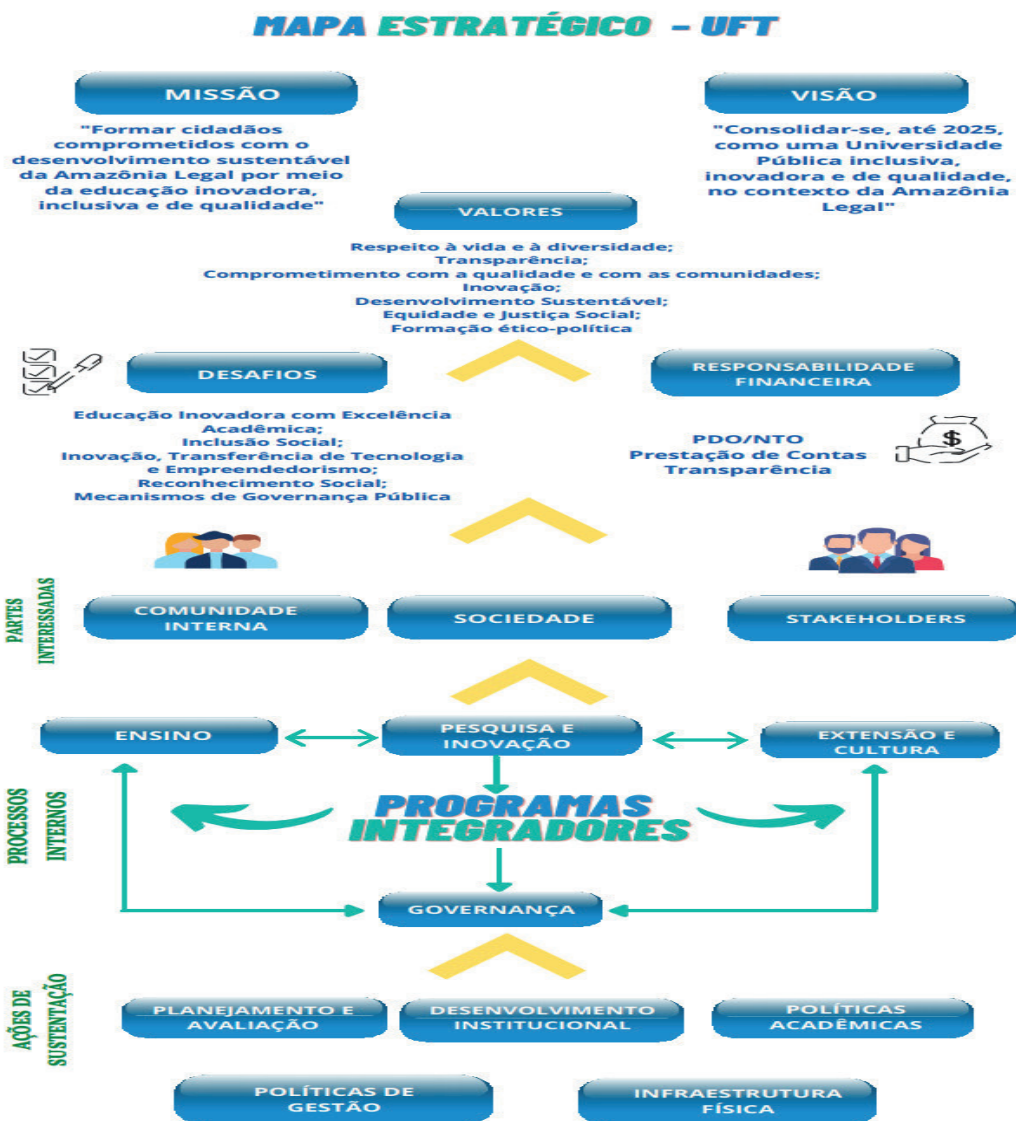 MAPA ESTRATÉGICO - UFT
MISSÃO
"Formar cidadãos
comprometidos com o
desenvolvimento sustentável
da Amazônia Legal por meio
da educação inovadora,
inclusiva e de qualidade"
VISÃO
"Consolidar-se, até 2025,
como uma Universidade
Pública inclusiva,
inovadora e de qualidade,
no contexto da Amazônia
Legal"
VALORES
Respeito à vida e à diversidade;
Transparência;
Comprometimento com a qualidade e com as comunidades;
Inovação;
Desenvolvimento Sustentável;
Equidade e Justiça Social;
Formação ético-política
DESAFIOS
Educação Inovadora com Excelência
Acadêmica;
Inclusão Social;
Inovação, Transferência de Tecnologia
e Empreendedorismo;
Reconhecimento Social;
Mecanismos de Governança Pública
RESPONSABILIDADE
FINANCEIRA
PDO/NTO
Prestação de Contas
Transparência
$
PARTES
INTERESSADAS
COMUNIDADE
INTERNA
SOCIEDADE
STAKEHOLDERS
PROCESSOS
INTERNOS
ENSINO
PESQUISA E
INOVAÇÃO
EXTENSÃO E
CULTURA
PROGRAMAS
INTEGRADORES
GOVERNANÇA
AÇÕES DE
SUSTENTAÇÃO
PLANEJAMENTO E
AVALIAÇÃO
DESENVOLVIMENTO
INSTITUCIONAL
POLÍTICAS
ACADÊMICAS
POLÍTICAS DE
GESTÃO
INFRAESTRUTURA
FÍSICA